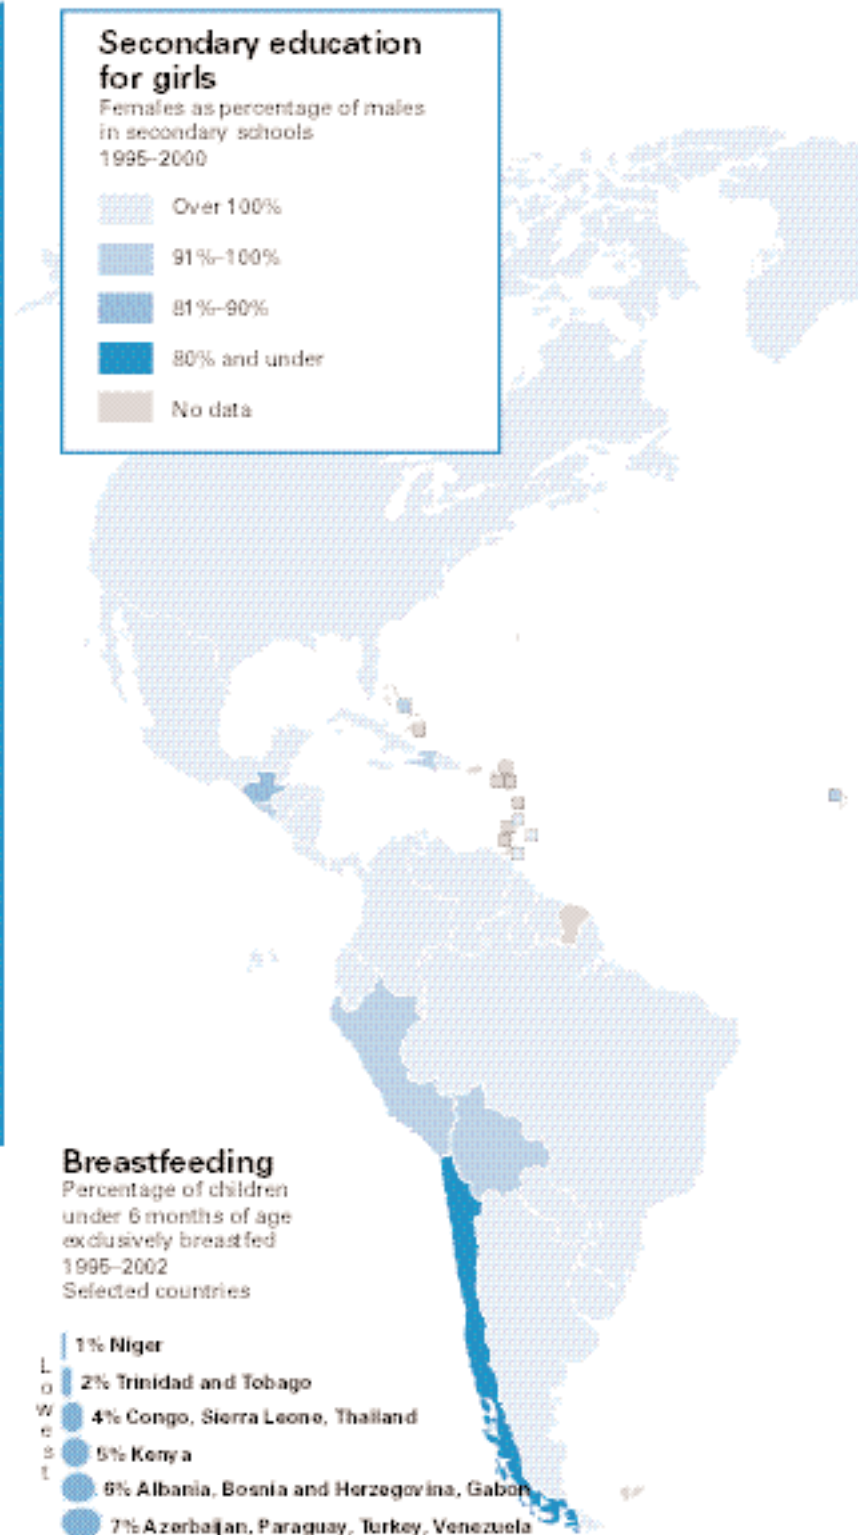 Secondary education
for girls
Females as percentage of males
in secondary schools
1995–2000
Over 100%
91%–100%
81%–90%
80% and under
No data
Breastfeeding
Percentage of children
under 6 months of age
exclusively breastfed
1995–2002
Selected countries
Lowest
1% Niger
2% Trinidad and Tobago
4% Congo, Sierra Leone, Thailand
5% Kenya
6% Albania, Bosnia and Herzegovina, Gabon
7% Azerbaijan, Paraguay, Turkey, Venezuela